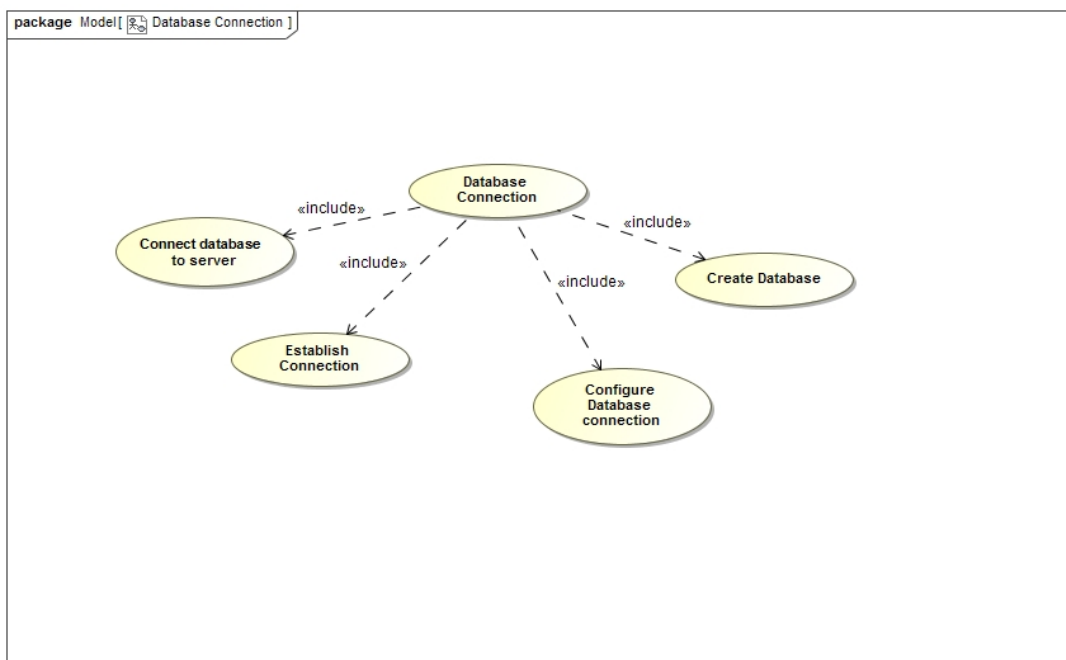 package Model[ Database Connection ]
Database
Connection
«include»
«include»
Connect database
to server
«include»
«include»
Create Database
Establish
Connection
Configure
Database
connection